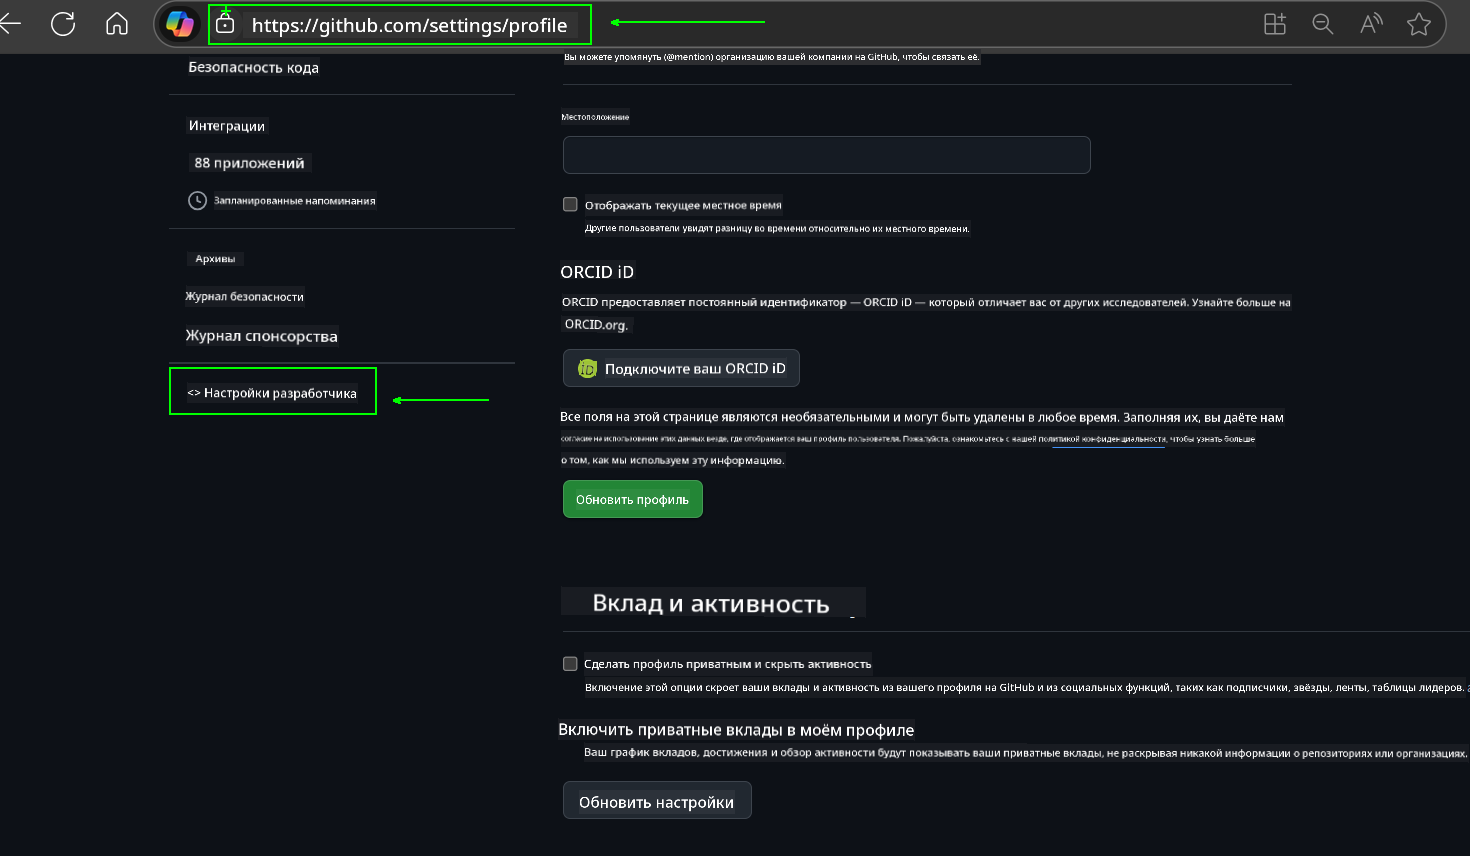 https://github.com/settings/profile
Безопасность кода
Интеграции
88 приложений
Запланированные напоминания
Архивы
Журнал безопасности
Журнал спонсорства
<> Настройки разработчика
Вы можете упомянуть (@mention) организацию вашей компании на GitHub, чтобы связать её.
Местоположение
Отображать текущее местное время
Другие пользователи увидят разницу во времени относительно их местного времени.
ORCID iD
ORCID предоставляет постоянный идентификатор — ORCID iD — который отличает вас от других исследователей. Узнайте больше на
ORCID.org.
Подключите ваш ORCID iD
Все поля на этой странице являются необязательными и могут быть удалены в любое время. Заполняя их, вы даёте нам
согласие на использование этих данных везде, где отображается ваш профиль пользователя. Пожалуйста, ознакомьтесь с нашей политикой конфиденциальности, чтобы узнать больше
о том, как мы используем эту информацию.
Обновить профиль
Вклад и активность
Сделать профиль приватным и скрыть активность
Включение этой опции скроет ваши вклады и активность из вашего профиля на GitHub и из социальных функций, таких как подписчики, звёзды, ленты, таблицы лидеров.
Включить приватные вклады в моём профиле
Ваш график вкладов, достижения и обзор активности будут показывать ваши приватные вклады, не раскрывая никакой информации о репозиториях или организациях.
Обновить настройки